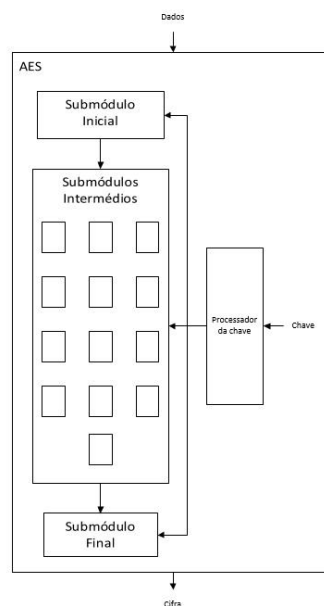 Dados
AES
Submódulo
Inicial
Submódulos
Intermédios
Processador
da chave
Chave
Submódulo
Final
Cifra